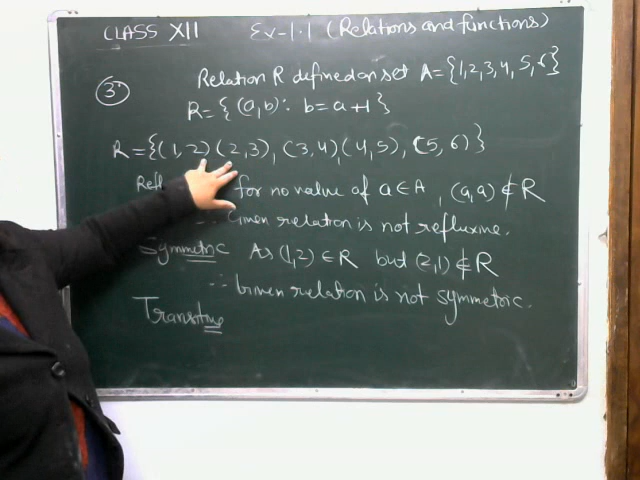 CLASS XII Ex-1.1 (Relations and functions)
3. Relation R defined on set A={1,2,3,4,5,6}
R={(a,b): b=a+1}
R={(1,2)(2,3),(3,4),(4,5),(5,6)}
Refl for no value of a∈A, (a,a)∉R
∴ Given relation is not reflexive.
Symmetric As (1,2)∈R but (2,1)∉R
∴ Given relation is not symmetric.
Transitive